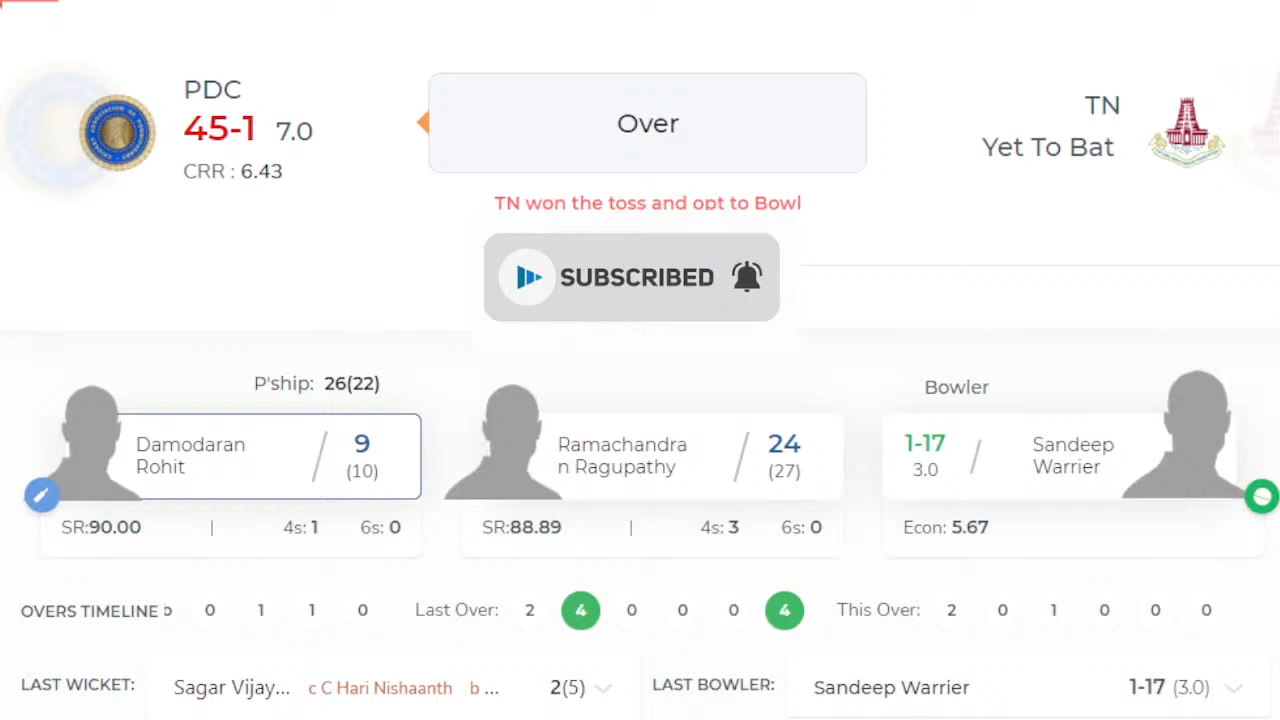 PDC
45-1 7.0
CRR : 6.43
Over
TN won the toss and opt to Bowl
TN
Yet To Bat
SUBSCRIBED
P'ship: 26(22)
Damodaran
Rohit
9
(10)
SR:90.00 | 4s: 1 6s: 0
Ramachandra
n Ragupathy
24
(27)
SR:88.89 | 4s: 3 6s: 0
Bowler
1-17
3.0
Sandeep
Warrier
Econ: 5.67
OVERS TIMELINE 0 1 1 0 Last Over: 2 4 0 0 0 4 This Over: 2 0 1 0 0 0
LAST WICKET: Sagar Vijay... c C Hari Nishaanth b ... 2(5)
LAST BOWLER: Sandeep Warrier 1-17 (3.0)